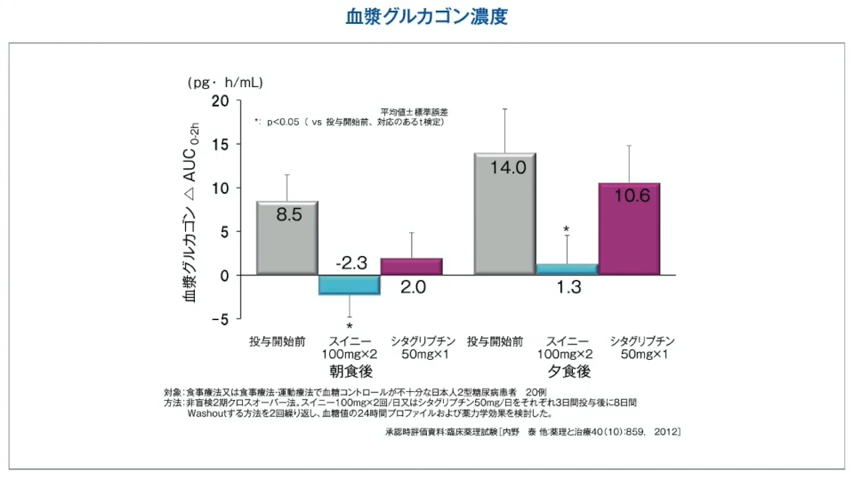 血漿グルカゴン濃度
(pg・h/mL)
血漿グルカゴン△AUC0-2h
20
15
10
5
0
-5
平均値±標準誤差
*: p<0.05 ( vs 投与開始前、対応のあるt検定)
8.5
-2.3
2.0
14.0
1.3
10.6
*
*
投与開始前
スイニー
100mg×2
シタグリプチン
50mg×1
投与開始前
スイニー
100mg×2
シタグリプチン
50mg×1
朝食後
夕食後
対象:食事療法又は食事療法・運動療法で血糖コントロールが不十分な日本人2型糖尿病患者 20例
方法:非盲検2期クロスオーバー法。スイニー100mg×2回/日又はシタグリプチン50mg/日をそれぞれ3日間投与後に8日間
Washoutする方法を2回繰り返し、血糖値の24時間プロファイルおよび薬力学効果を検討した。
承認時評価資料:臨床薬理試験[内野 泰 他:薬理と治療40(10):859, 2012]